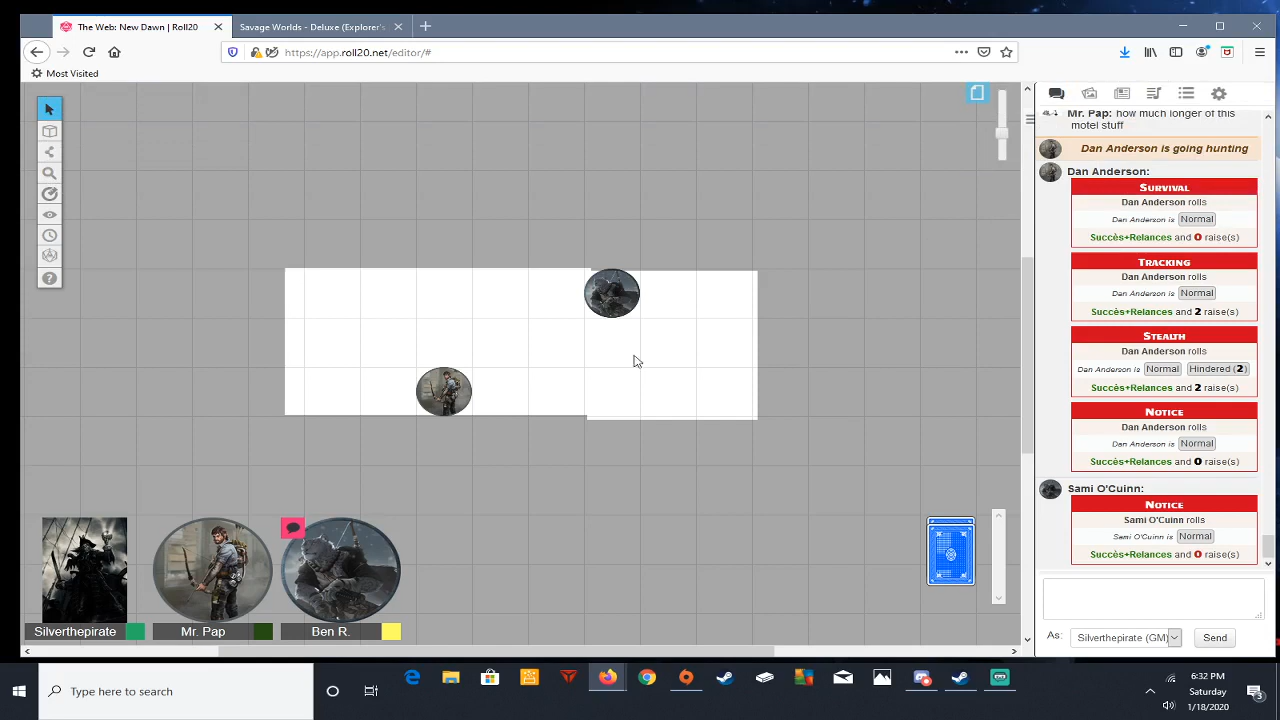 The Web: New Dawn | Roll20
Savage Worlds - Deluxe (Explorer's
https://app.roll20.net/editor/#
Most Visited
Mr. Pap: how much longer of this
motel stuff
Dan Anderson is going hunting
Dan Anderson:
Survival
Dan Anderson rolls
Dan Anderson is Normal
Succès+Relances and 0 raise(s)
Tracking
Dan Anderson rolls
Dan Anderson is Normal
Succès+Relances and 2 raise(s)
Stealth
Dan Anderson rolls
Dan Anderson is Normal Hindered (2)
Succès+Relances and 2 raise(s)
Notice
Dan Anderson rolls
Dan Anderson is Normal
Succès+Relances and 0 raise(s)
Sami O'Cuinn:
Notice
Sami O'Cuinn rolls
Sami O'Cuinn is Normal
Succès+Relances and 0 raise(s)
Silverthepirate
Mr. Pap
Ben R.
As: Silverthepirate (GM)
Send
Type here to search
6:32 PM
Saturday
1/18/2020
3